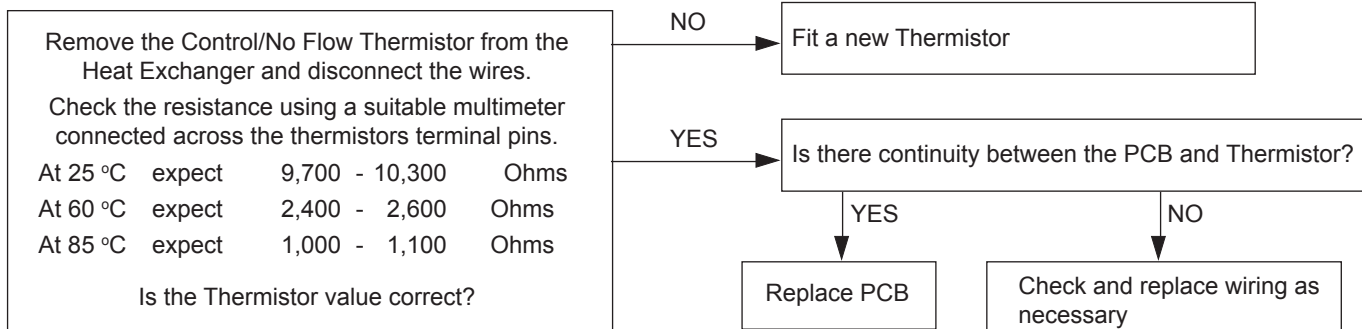 Remove the Control/No Flow Thermistor from the
Heat Exchanger and disconnect the wires.
Check the resistance using a suitable multimeter
connected across the thermistors terminal pins.
At 25 °C expect 9,700 - 10,300 Ohms
At 60 °C expect 2,400 - 2,600 Ohms
At 85 °C expect 1,000 - 1,100 Ohms
Is the Thermistor value correct?
NO
Fit a new Thermistor
YES
Is there continuity between the PCB and Thermistor?
YES
NO
Replace PCB
Check and replace wiring as
necessary